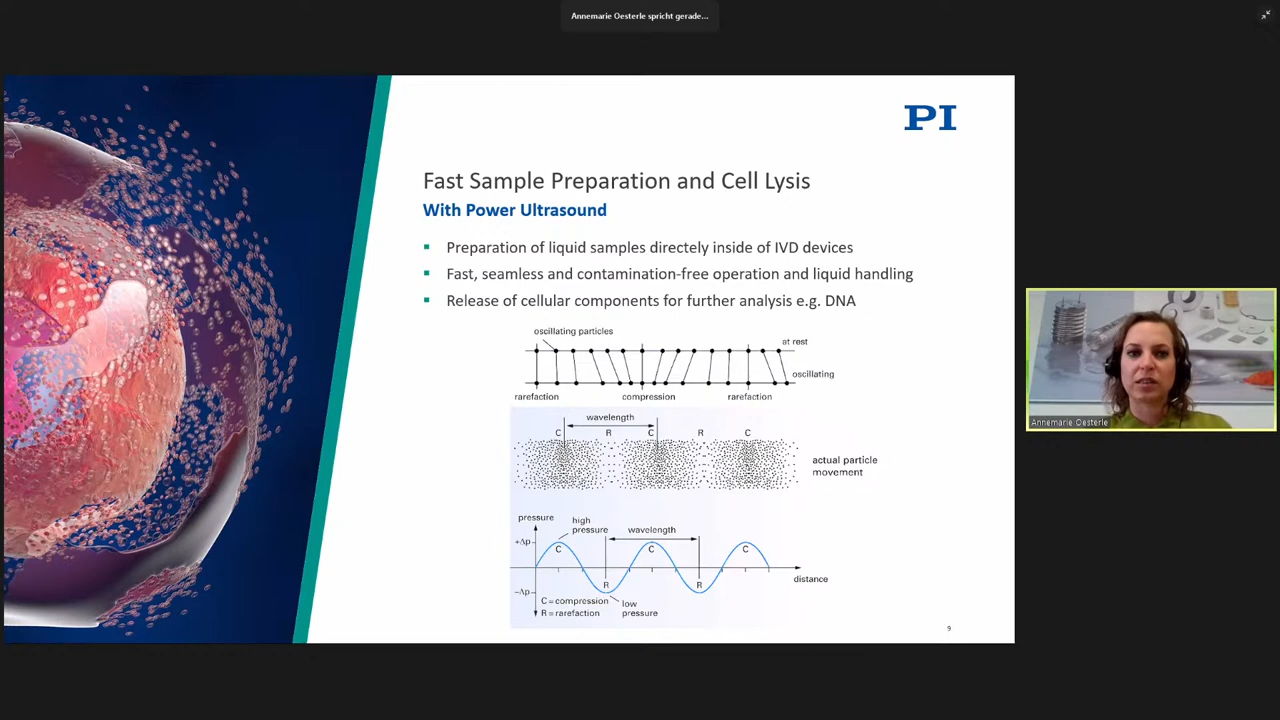 Annemarie Oesterle spricht gerade...
PI
Fast Sample Preparation and Cell Lysis
With Power Ultrasound
Preparation of liquid samples directely inside of IVD devices
Fast, seamless and contamination-free operation and liquid handling
Release of cellular components for further analysis e.g. DNA
oscillating particles
at rest
oscillating
rarefaction compression rarefaction
wavelength
C R C R C
actual particle
movement
pressure
high
pressure
wavelength
+Δp
C C C
distance
R R
−Δp
C = compression
R = rarefaction
low
pressure
9
Annemarie Oesterle